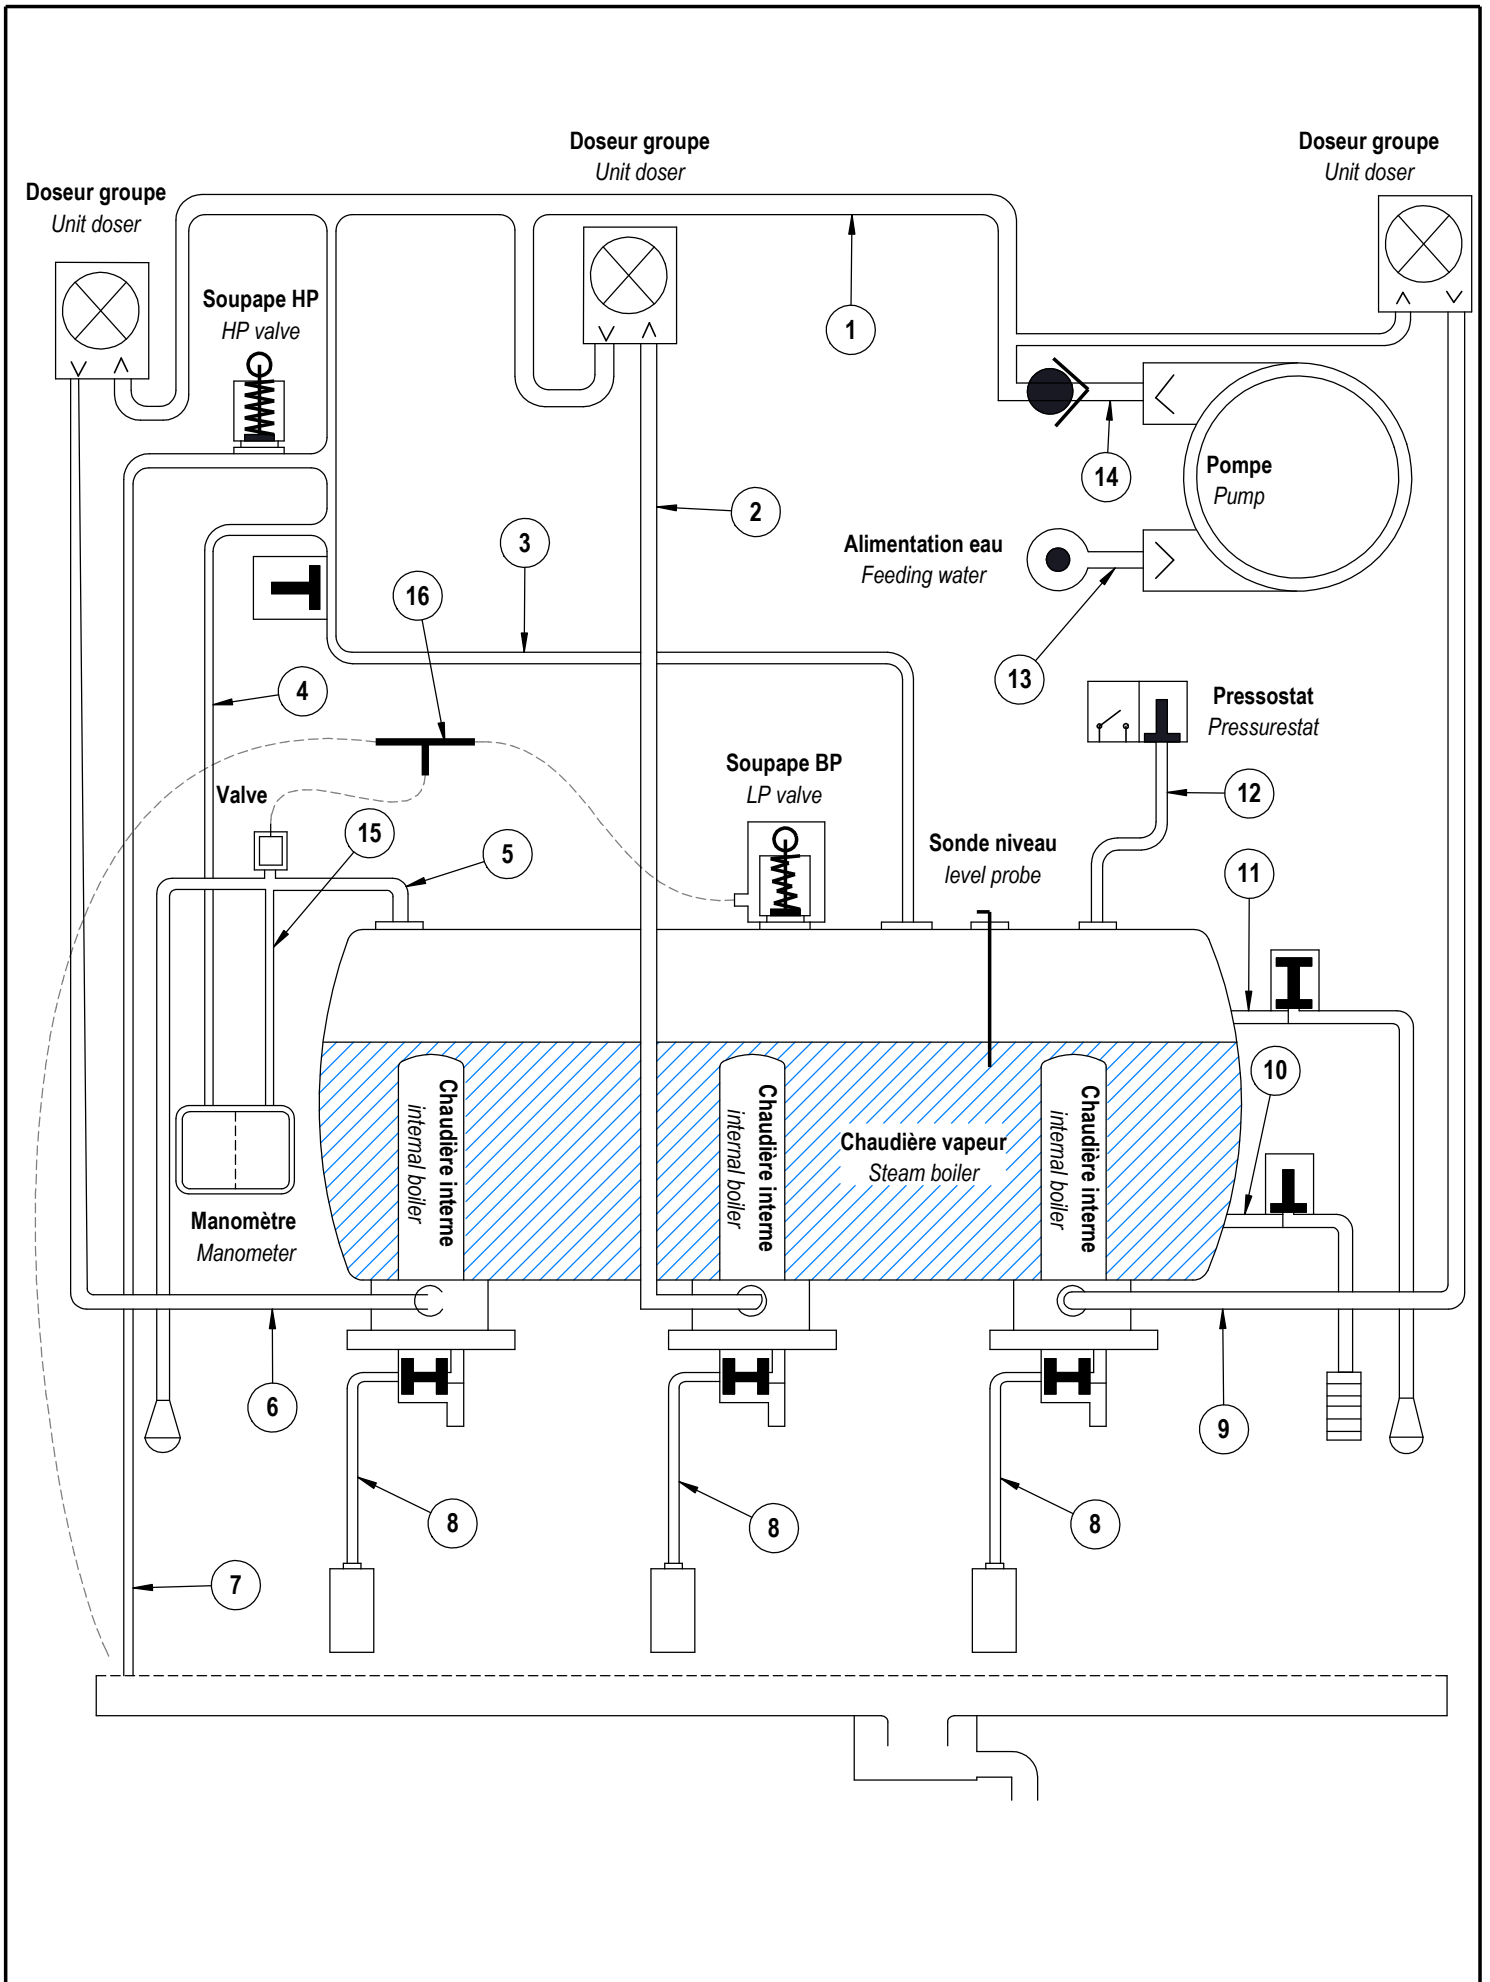 Doseur groupe
Unit doser
Doseur groupe
Unit doser
Doseur groupe
Unit doser
Soupape HP
HP valve
1
14
Pompe
Pump
2
3
Alimentation eau
Feeding water
16
13
4
Pressostat
Pressurestat
Soupape BP
LP valve
Valve
12
15
5
Sonde niveau
level probe
11
10
Chaudière interne
internal boiler
Chaudière interne
internal boiler
Chaudière vapeur
Steam boiler
Chaudière interne
internal boiler
Manomètre
Manometer
6
9
8
8
8
7